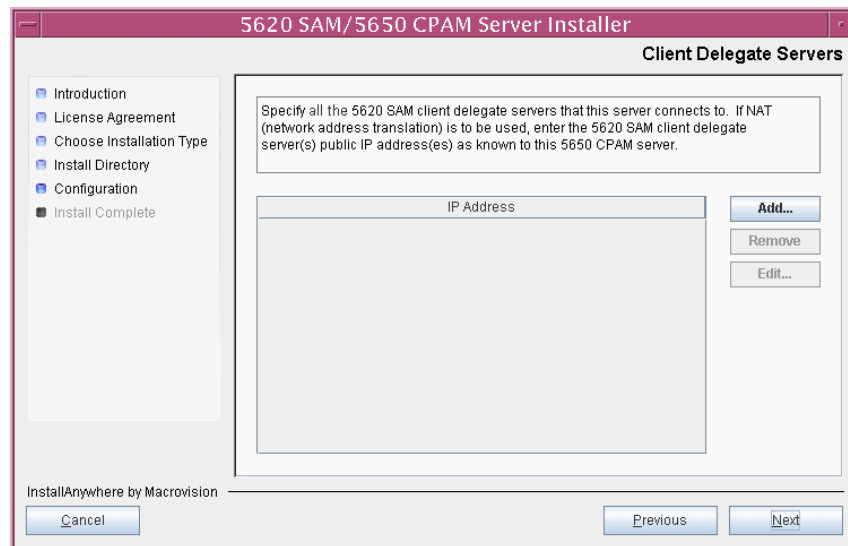 5620 SAM/5650 CPAM Server Installer
Client Delegate Servers
Introduction
License Agreement
Choose Installation Type
Install Directory
Configuration
Install Complete
Specify all the 5620 SAM client delegate servers that this server connects to. If NAT
(network address translation) is to be used, enter the 5620 SAM client delegate
server(s) public IP address(es) as known to this 5650 CPAM server.
IP Address
Add...
Remove
Edit...
InstallAnywhere by Macrovision
Cancel
Previous
Next